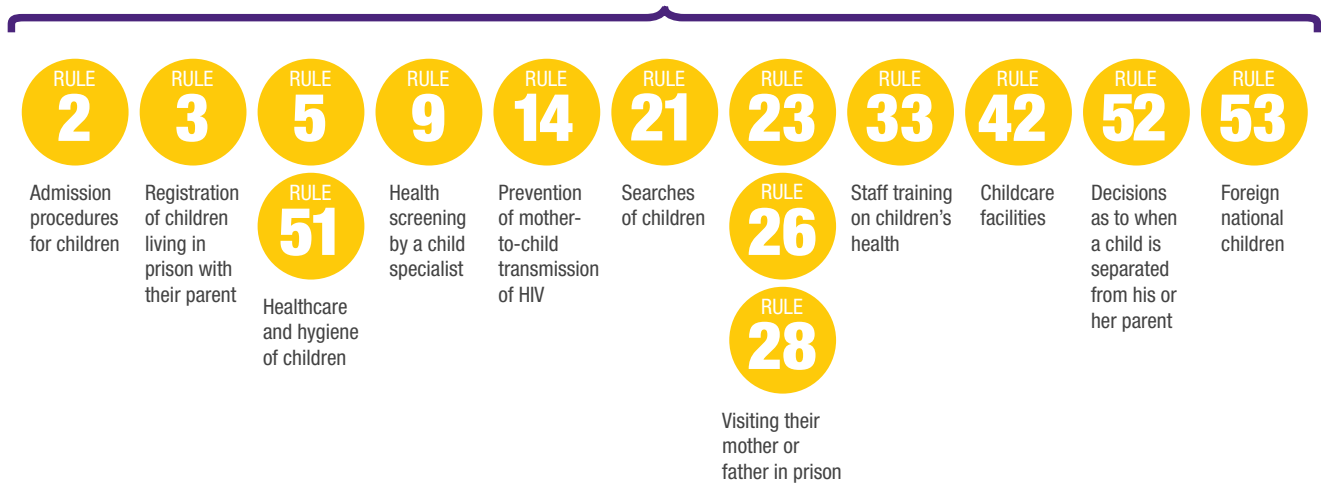 RULE
2
Admission
procedures
for children
RULE
3
Registration
of children
living in
prison with
their parent
RULE
5
RULE
51
Healthcare
and hygiene
of children
RULE
9
Health
screening
by a child
specialist
RULE
14
Prevention
of mother-
to-child
transmission
of HIV
RULE
21
Searches
of children
RULE
23
RULE
26
RULE
28
Visiting their
mother or
father in prison
RULE
33
Staff training
on children's
health
RULE
42
Childcare
facilities
RULE
52
Decisions
as to when
a child is
separated
from his or
her parent
RULE
53
Foreign
national
children